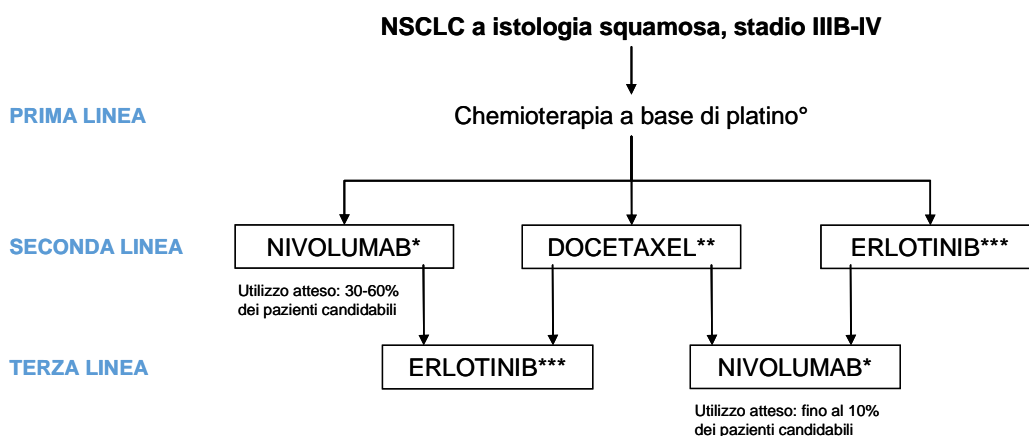 NSCLC a istologia squamosa, stadio IIIB-IV
PRIMA LINEA
Chemioterapia a base di platino°
SECONDA LINEA
NIVOLUMAB*
DOCETAXEL**
ERLOTINIB***
Utilizzo atteso: 30-60%
dei pazienti candidabili
TERZA LINEA
ERLOTINIB***
NIVOLUMAB*
Utilizzo atteso: fino al 10%
dei pazienti candidabili